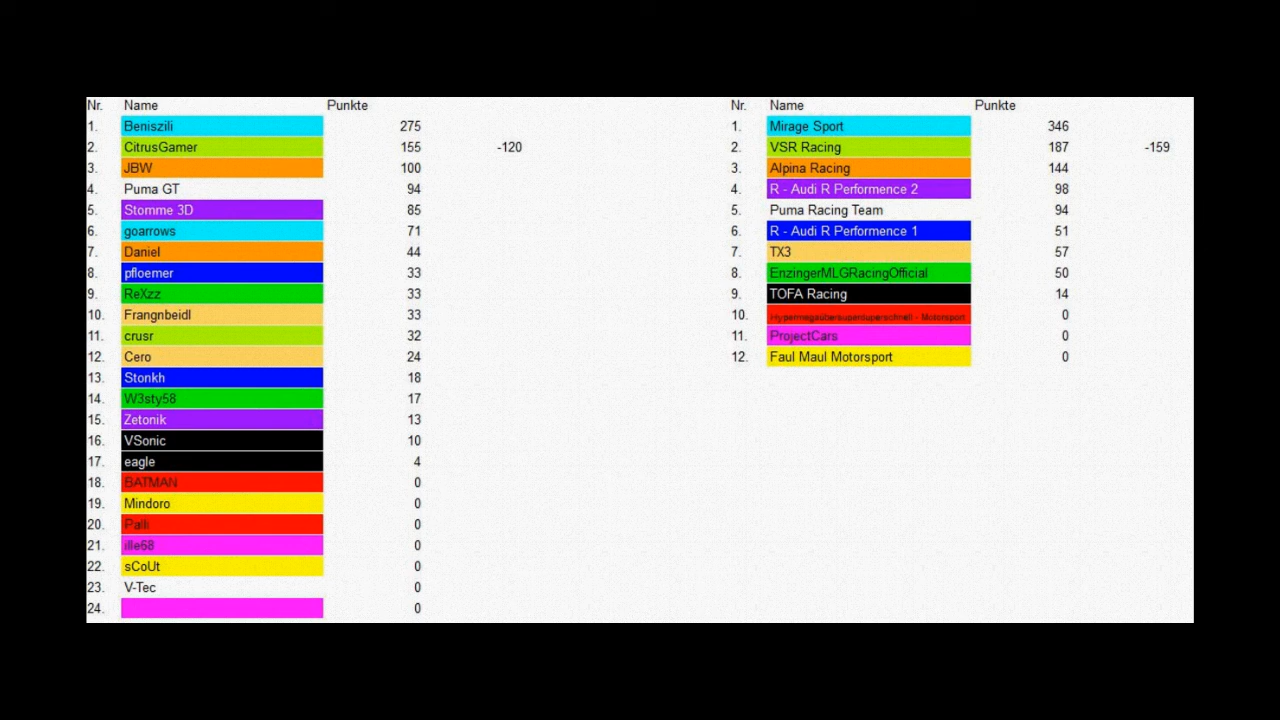 Nr. Name Punkte
1. Beniszili 275
2. CitrusGamer 155 -120
3. JBW 100
4. Puma GT 94
5. Stomme 3D 85
6. goarrows 71
7. Daniel 44
8. pfloemer 33
9. ReXzz 33
10. Frangnbeidl 33
11. crusr 32
12. Cero 24
13. Stonkh 18
14. W3sty58 17
15. Zetonik 13
16. VSonic 10
17. eagle 4
18. BATMAN 0
19. Mindoro 0
20. Palli 0
21. ille68 0
22. sCoUt 0
23. V-Tec 0
24. 0
Nr. Name Punkte
1. Mirage Sport 346
2. VSR Racing 187 -159
3. Alpina Racing 144
4. R - Audi R Performence 2 98
5. Puma Racing Team 94
6. R - Audi R Performence 1 51
7. TX3 57
8. EnzingerMLGRacingOfficial 50
9. TOFA Racing 14
10. Hypermegaübersuperduperschnell - Motorsport 0
11. ProjectCars 0
12. Faul Maul Motorsport 0